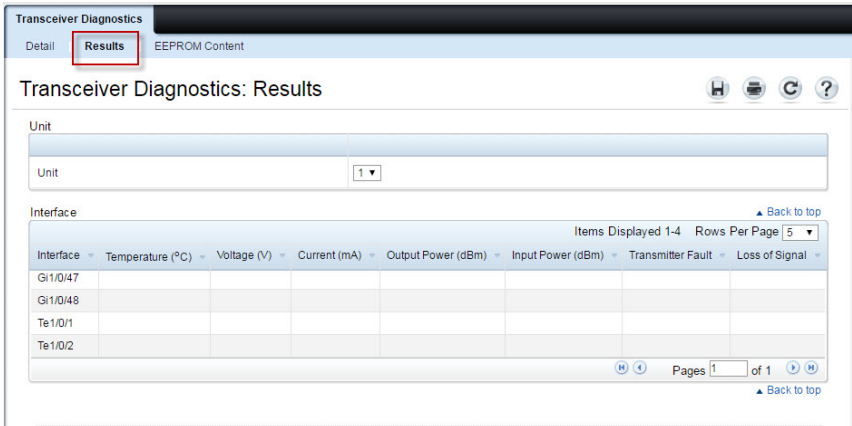 Transceiver Diagnostics
Detail Results EEPROM Content
Transceiver Diagnostics: Results
Unit
Unit 1
Interface Back to top
Items Displayed 1-4 Rows Per Page 5
Interface Temperature (°C) Voltage (V) Current (mA) Output Power (dBm) Input Power (dBm) Transmitter Fault Loss of Signal
Gi1/0/47
Gi1/0/48
Te1/0/1
Te1/0/2
Pages 1 of 1
Back to top